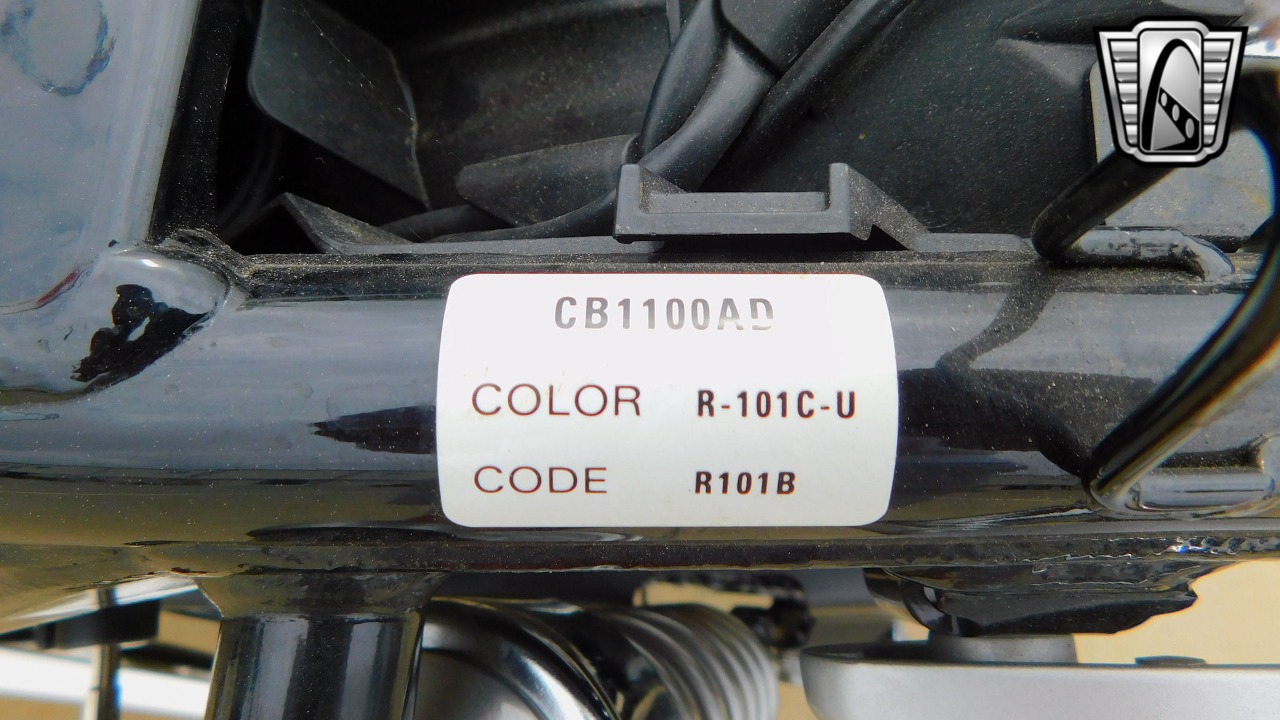 CB1100AD
COLOR R-101C-U
CODE R101B